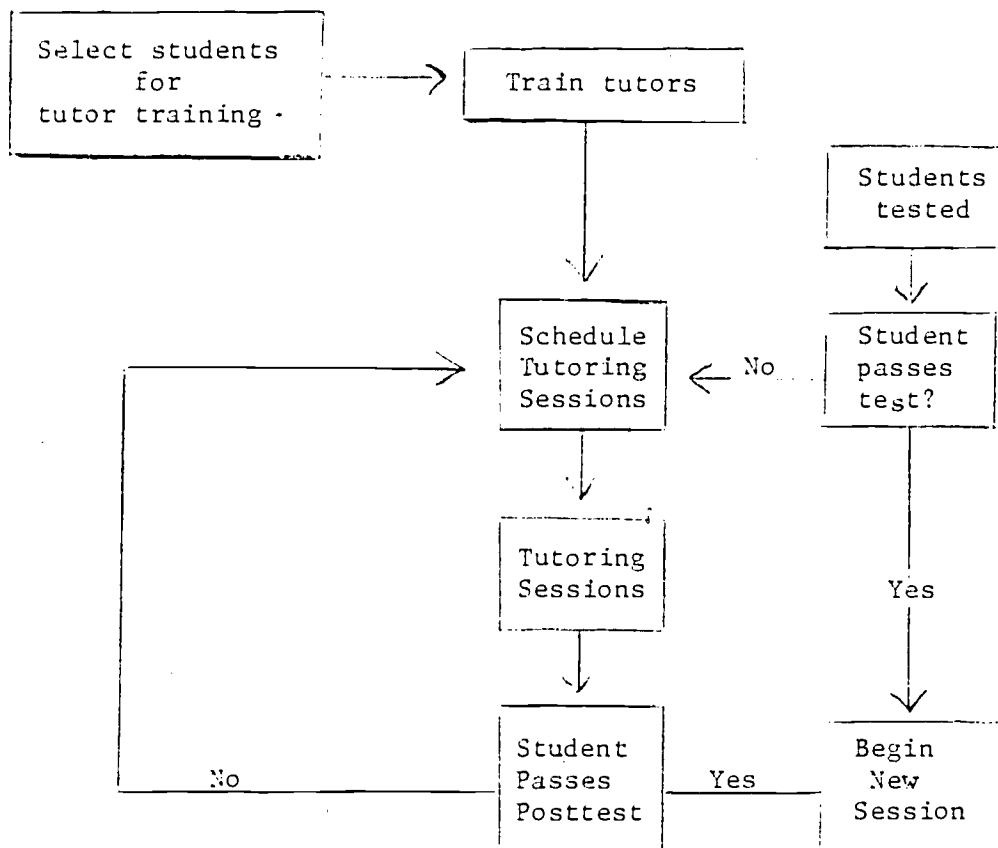 Select students
for
tutor training
Train tutors
Students
tested
Schedule
Tutoring
Sessions
No
Student
passes
test?
Tutoring
Sessions
Yes
Student
Passes
Posttest
No
Yes
Begin
New
Session